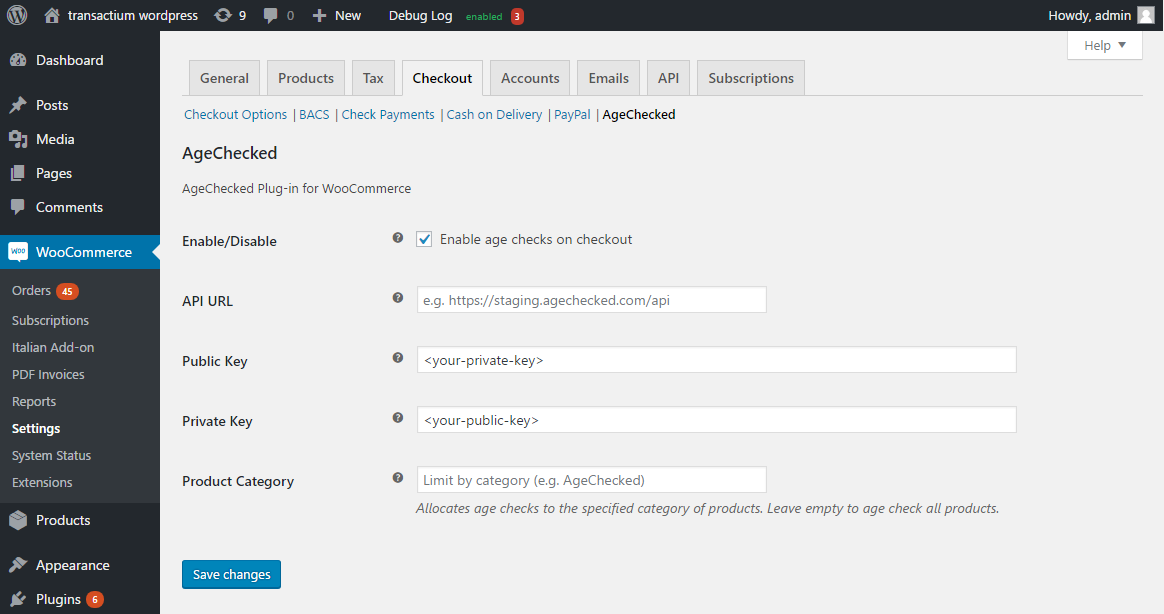 transactium wordpress 9 0 New Debug Log enabled 3 Howdy, admin
Help
Dashboard
Posts
Media
Pages
Comments
WooCommerce
Orders 45
Subscriptions
Italian Add-on
PDF Invoices
Reports
Settings
System Status
Extensions
Products
Appearance
Plugins 6
General Products Tax Checkout Accounts Emails API Subscriptions
Checkout Options | BACS | Check Payments | Cash on Delivery | PayPal | AgeChecked
AgeChecked
AgeChecked Plug-in for WooCommerce
Enable/Disable ? Enable age checks on checkout
API URL ? e.g. https://staging.agechecked.com/api
Public Key ? <your-private-key>
Private Key ? <your-public-key>
Product Category ? Limit by category (e.g. AgeChecked)
Allocates age checks to the specified category of products. Leave empty to age check all products.
Save changes